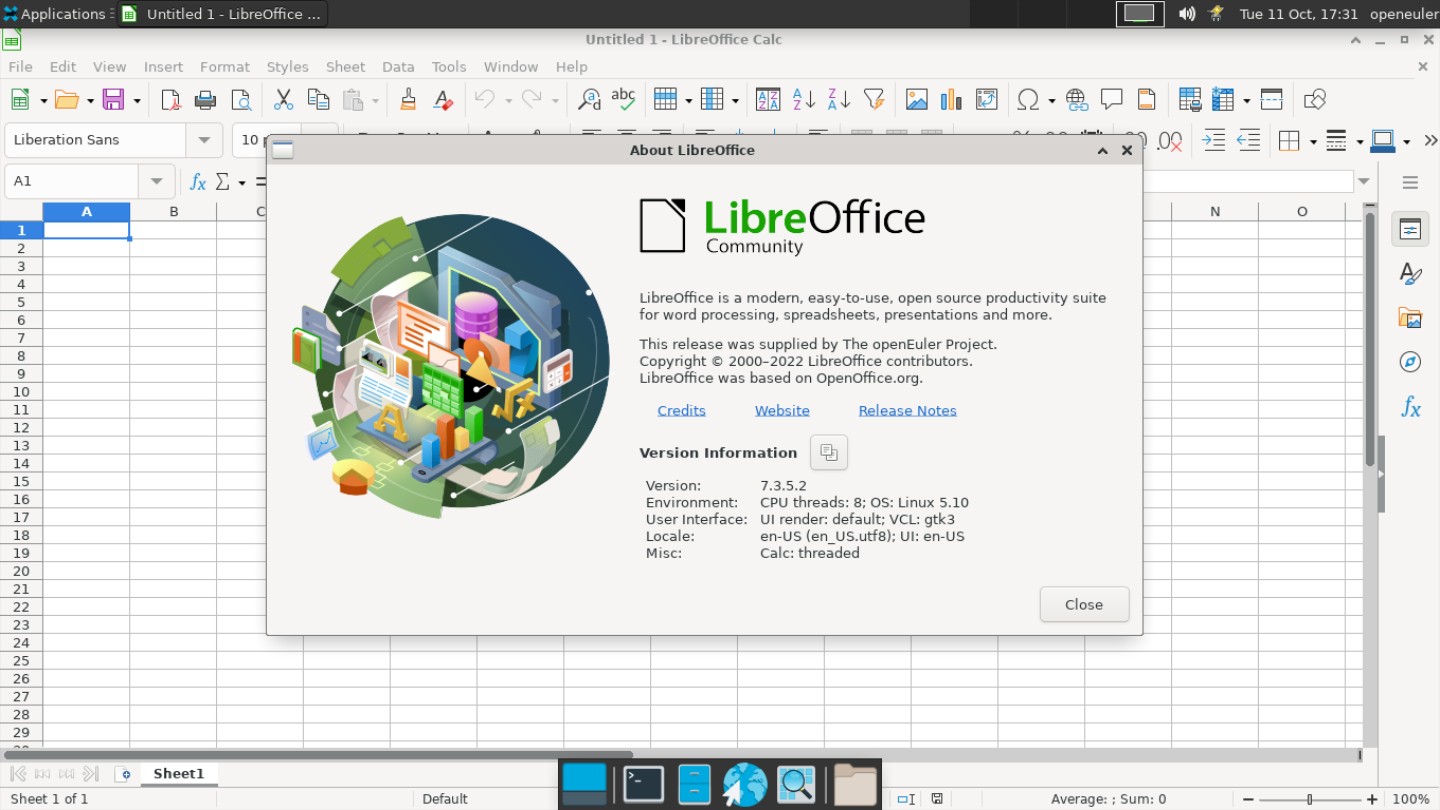 Applications
Untitled 1 - LibreOffice ...
Tue 11 Oct, 17:31
openeuler
Untitled 1 - LibreOffice Calc
File Edit View Insert Format Styles Sheet Data Tools Window Help
abc
Liberation Sans
10
A1
About LibreOffice
A B N O
1
2
3
4
5
6
7
8
9
10
11
12
13
14
15
16
17
18
19
20
21
22
23
24
25
26
27
28
29
LibreOffice
Community
LibreOffice is a modern, easy-to-use, open source productivity suite
for word processing, spreadsheets, presentations and more.
This release was supplied by The openEuler Project.
Copyright © 2000–2022 LibreOffice contributors.
LibreOffice was based on OpenOffice.org.
Credits Website Release Notes
Version Information
Version: 7.3.5.2
Environment: CPU threads: 8; OS: Linux 5.10
User Interface: UI render: default; VCL: gtk3
Locale: en-US (en_US.utf8); UI: en-US
Misc: Calc: threaded
Close
Sheet1
Sheet 1 of 1
Default
Average: ; Sum: 0
100%